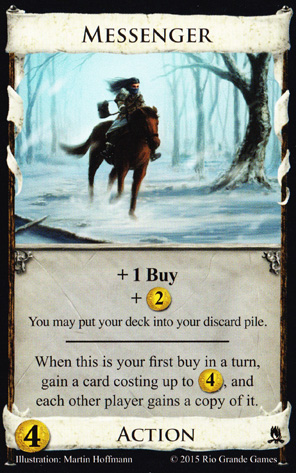 MESSENGER
+1 Buy
+ 2
You may put your deck into your discard pile.
When this is your first buy in a turn,
gain a card costing up to 4, and
each other player gains a copy of it.
4 ACTION
Illustration: Martin Hoffmann © 2015 Rio Grande Games